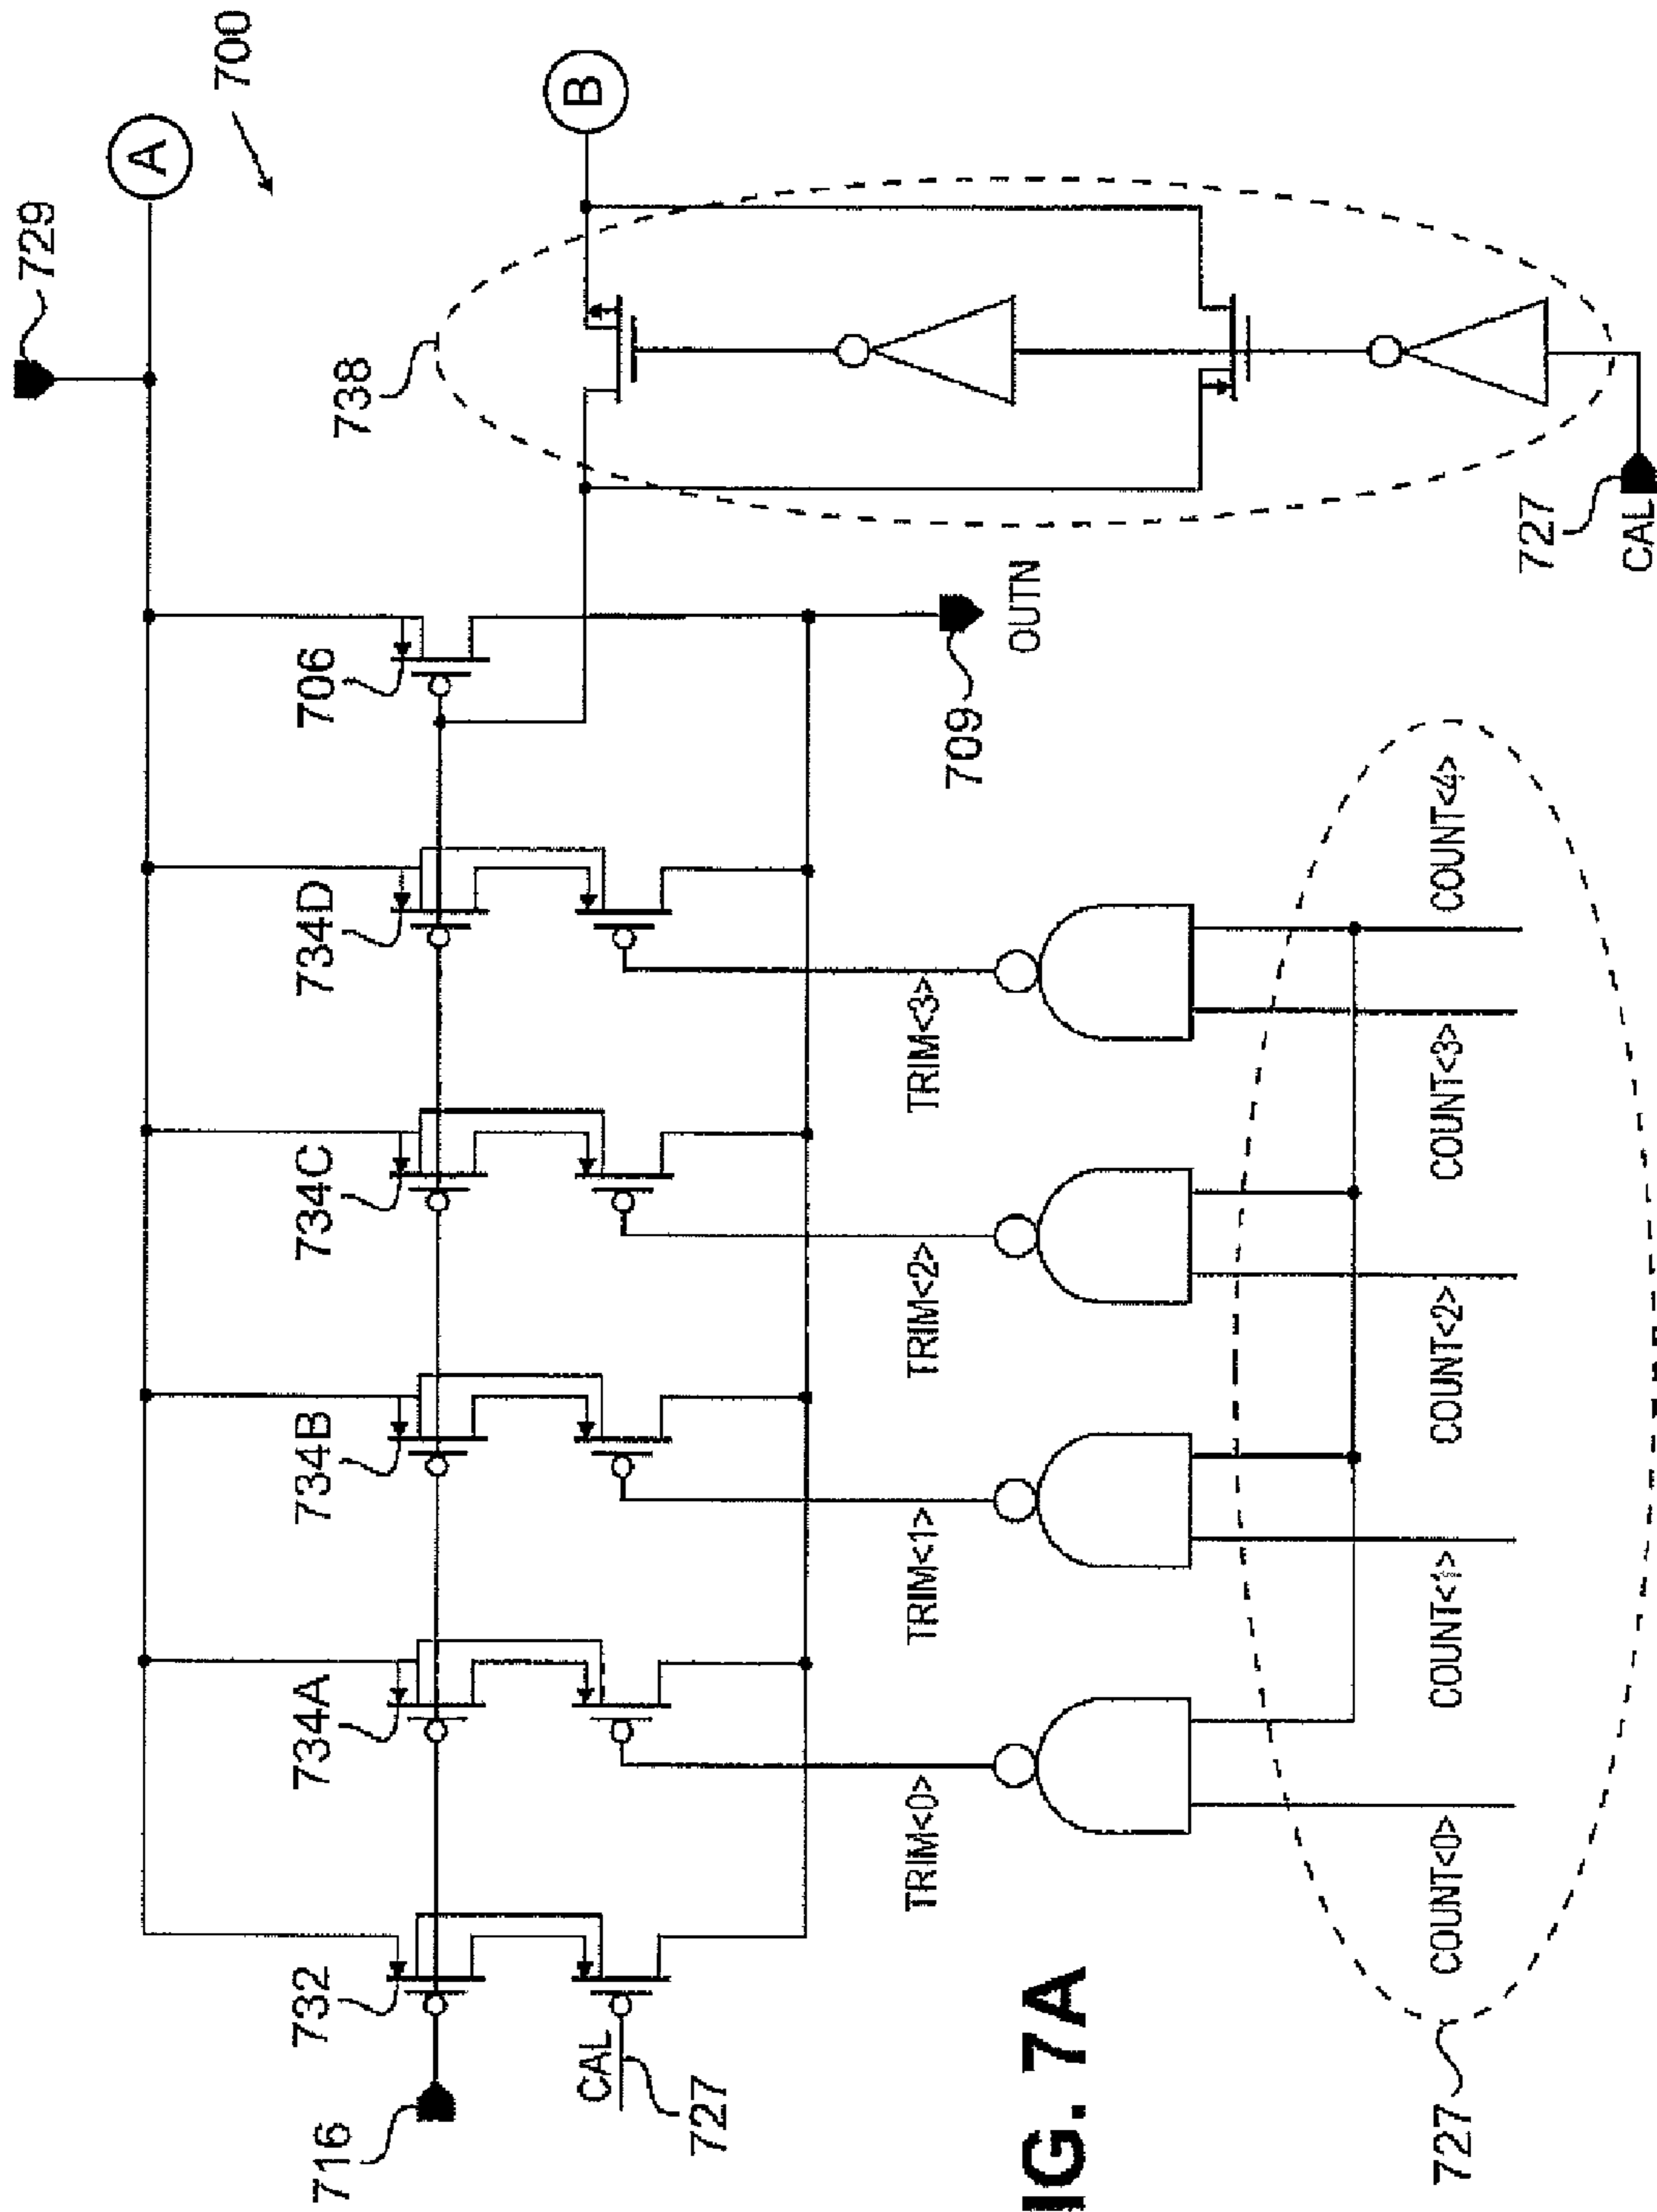 700
A
729
B
738
727
CAL
706
709
OUTN
734D
734C
734B
734A
732
716
CAL
727
TRIM<3>
TRIM<2>
TRIM<1>
TRIM<0>
COUNT<4>
COUNT<3>
COUNT<2>
COUNT<1>
COUNT<0>
727
IG. 7A